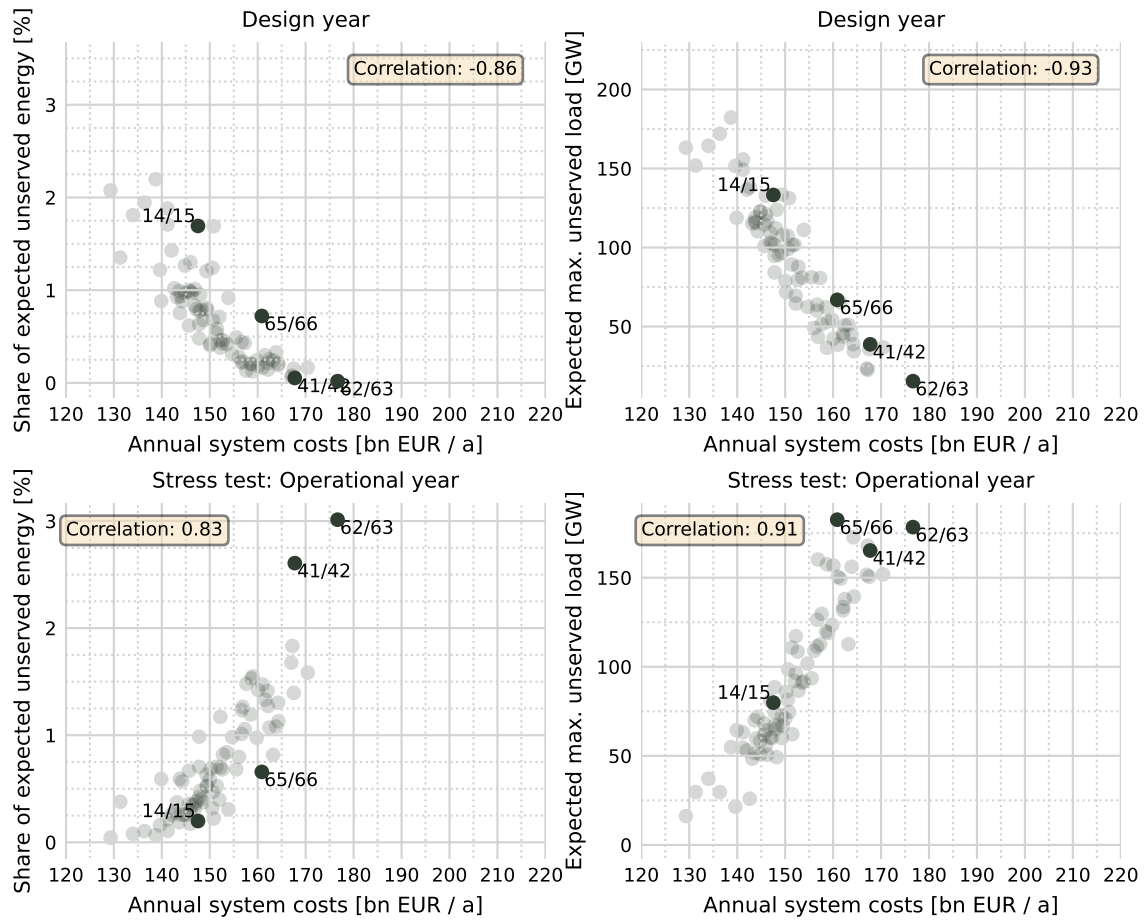 Design year
Share of expected unserved energy [%]
Correlation: -0.86
3
2
1
0
14/15
65/66
41/42
62/63
120 130 140 150 160 170 180 190 200 210 220
Annual system costs [bn EUR / a]
Design year
Expected max. unserved load [GW]
Correlation: -0.93
200
150
100
50
14/15
65/66
41/42
62/63
120 130 140 150 160 170 180 190 200 210 220
Annual system costs [bn EUR / a]
Stress test: Operational year
Share of expected unserved energy [%]
Correlation: 0.83
3
2
1
0
62/63
41/42
65/66
14/15
120 130 140 150 160 170 180 190 200 210 220
Annual system costs [bn EUR / a]
Stress test: Operational year
Expected max. unserved load [GW]
Correlation: 0.91
150
100
50
0
65/66
62/63
41/42
14/15
120 130 140 150 160 170 180 190 200 210 220
Annual system costs [bn EUR / a]